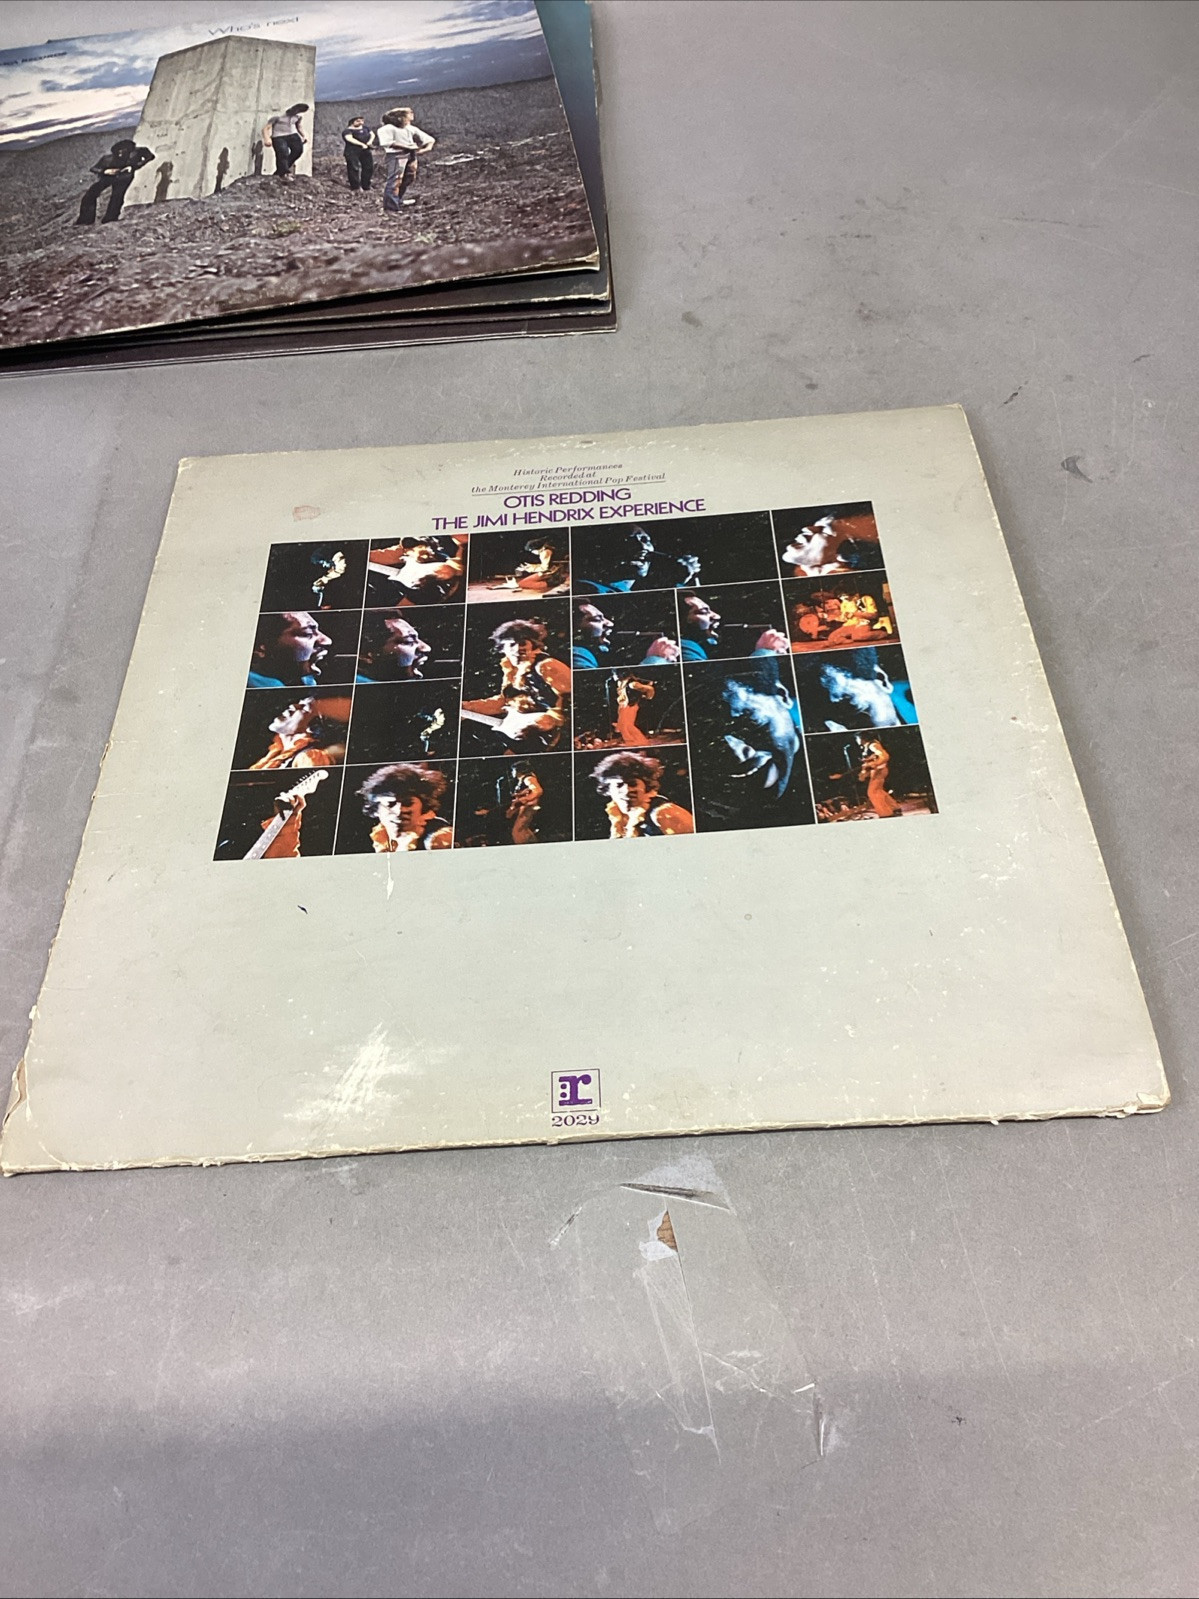 Who's next
Historic Performances
Recorded at
the Monterey International Pop Festival
OTIS REDDING
THE JIMI HENDRIX EXPERIENCE
r
2029